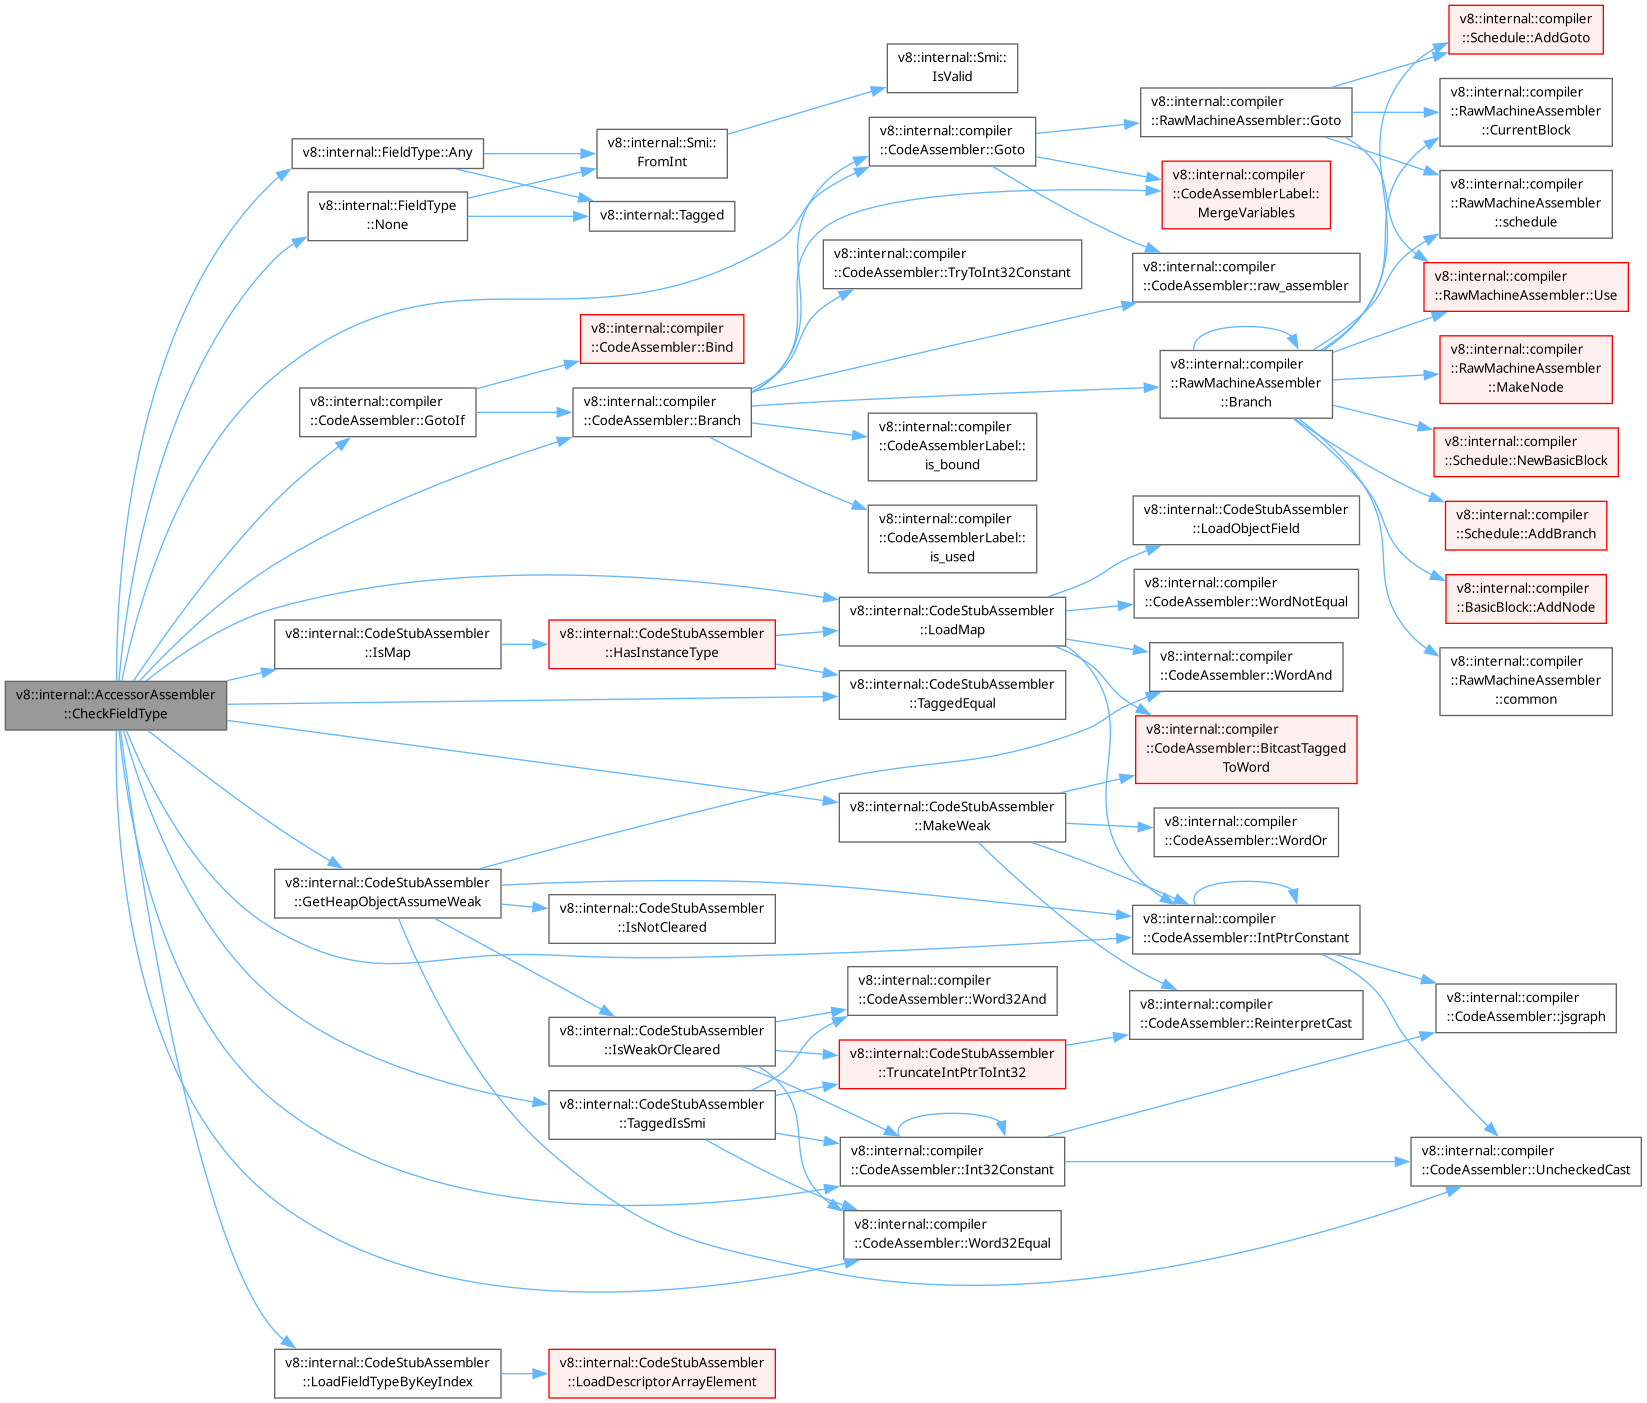 v8::internal::AccessorAssembler
::CheckFieldType
v8::internal::FieldType::Any
v8::internal::FieldType
::None
v8::internal::compiler
::CodeAssembler::GotoIf
v8::internal::CodeStubAssembler
::IsMap
v8::internal::CodeStubAssembler
::GetHeapObjectAssumeWeak
v8::internal::CodeStubAssembler
::LoadFieldTypeByKeyIndex
v8::internal::Smi::
FromInt
v8::internal::Tagged
v8::internal::compiler
::CodeAssembler::Bind
v8::internal::compiler
::CodeAssembler::Branch
v8::internal::CodeStubAssembler
::HasInstanceType
v8::internal::CodeStubAssembler
::IsNotCleared
v8::internal::CodeStubAssembler
::IsWeakOrCleared
v8::internal::CodeStubAssembler
::TaggedIsSmi
v8::internal::CodeStubAssembler
::LoadDescriptorArrayElement
v8::internal::Smi::
IsValid
v8::internal::compiler
::CodeAssembler::Goto
v8::internal::compiler
::CodeAssembler::TryToInt32Constant
v8::internal::compiler
::CodeAssemblerLabel::
is_bound
v8::internal::compiler
::CodeAssemblerLabel::
is_used
v8::internal::CodeStubAssembler
::LoadMap
v8::internal::CodeStubAssembler
::TaggedEqual
v8::internal::CodeStubAssembler
::MakeWeak
v8::internal::compiler
::CodeAssembler::Word32And
v8::internal::CodeStubAssembler
::TruncateIntPtrToInt32
v8::internal::compiler
::CodeAssembler::Int32Constant
v8::internal::compiler
::CodeAssembler::Word32Equal
v8::internal::compiler
::RawMachineAssembler::Goto
v8::internal::compiler
::CodeAssemblerLabel::
MergeVariables
v8::internal::compiler
::CodeAssembler::raw_assembler
v8::internal::compiler
::RawMachineAssembler
::Branch
v8::internal::CodeStubAssembler
::LoadObjectField
v8::internal::compiler
::CodeAssembler::WordNotEqual
v8::internal::compiler
::CodeAssembler::WordAnd
v8::internal::compiler
::CodeAssembler::BitcastTagged
ToWord
v8::internal::compiler
::CodeAssembler::WordOr
v8::internal::compiler
::CodeAssembler::IntPtrConstant
v8::internal::compiler
::CodeAssembler::ReinterpretCast
v8::internal::compiler
::Schedule::AddGoto
v8::internal::compiler
::RawMachineAssembler
::CurrentBlock
v8::internal::compiler
::RawMachineAssembler
::schedule
v8::internal::compiler
::RawMachineAssembler::Use
v8::internal::compiler
::RawMachineAssembler
::MakeNode
v8::internal::compiler
::Schedule::NewBasicBlock
v8::internal::compiler
::Schedule::AddBranch
v8::internal::compiler
::BasicBlock::AddNode
v8::internal::compiler
::RawMachineAssembler
::common
v8::internal::compiler
::CodeAssembler::jsgraph
v8::internal::compiler
::CodeAssembler::UncheckedCast